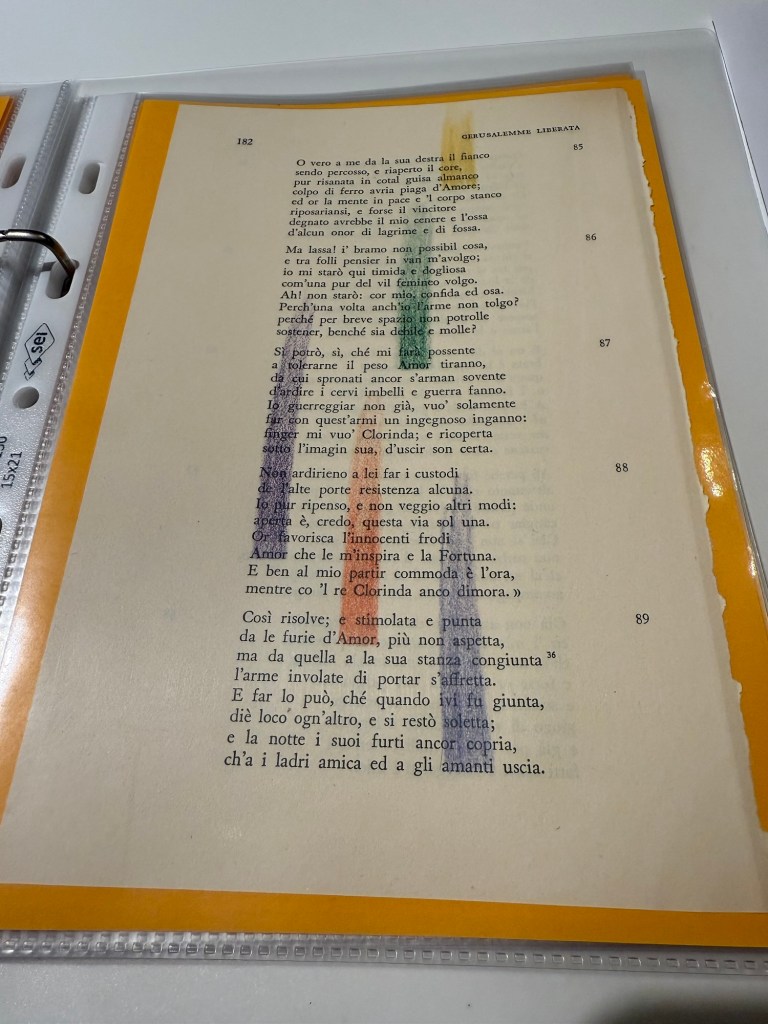 182
GERUSALEMME LIBERATA
85
O vero a me da la sua destra il fianco
sendo percosso, e riaperto il core,
pur risanata in cotal guisa almanco
colpo di ferro avria piaga d'Amore;
ed or la mente in pace e 'l corpo stanco
riposariansi, e forse il vincitore
degnato avrebbe il mio cenere e l'ossa
d'alcun onor di lagrime e di fossa.
86
Ma lassa! i' bramo non possibil cosa,
e tra folli pensier in van m'avolgo;
io mi starò qui timida e dogliosa
com'una pur del vil femineo volgo.
Ah! non starò: cor mio, confida ed osa.
Perch'una volta anch'io l'arme non tolgo?
perché per breve spazio non potrolle
sostener, benché sia debile e molle?
87
Sì potrò, sì, ché mi farà possente
a tolerarne il peso Amor tiranno,
da cui spronati ancor s'arman sovente
d'ardire i cervi imbelli e guerra fanno.
Io guerreggiar non già, vuo' solamente
far con quest'armi un ingegnoso inganno:
finger mi vuo' Clorinda; e ricoperta
sotto l'imagin sua, d'uscir son certa.
88
Non ardirieno a lei far i custodi
de l'alte porte resistenza alcuna.
Io pur ripenso, e non veggio altri modi:
aperta è, credo, questa via sol una.
Or favorisca l'innocenti frodi
Amor che le m'inspira e la Fortuna.
E ben al mio partir commoda è l'ora,
mentre co 'l re Clorinda anco dimora. »
89
Così risolve; e stimolata e punta
da le furie d'Amor, più non aspetta,
ma da quella a la sua stanza congiunta 36
l'arme involate di portar s'affretta.
E far lo può, ché quando ivi fu giunta,
diè loco ogn'altro, e si restò soletta;
e la notte i suoi furti ancor copria,
ch'a i ladri amica ed a gli amanti uscia.
sei
15x21